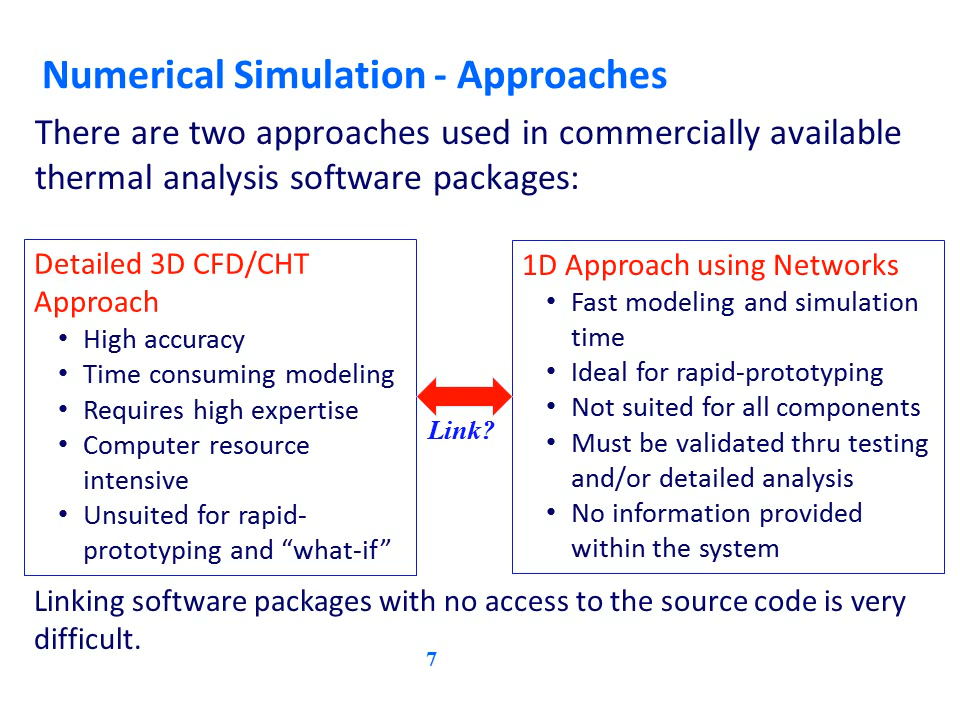 Numerical Simulation - Approaches
There are two approaches used in commercially available
thermal analysis software packages:
Detailed 3D CFD/CHT
Approach
• High accuracy
• Time consuming modeling
• Requires high expertise
• Computer resource
intensive
• Unsuited for rapid-
prototyping and “what-if”
Link?
1D Approach using Networks
• Fast modeling and simulation
time
• Ideal for rapid-prototyping
• Not suited for all components
• Must be validated thru testing
and/or detailed analysis
• No information provided
within the system
Linking software packages with no access to the source code is very
difficult.
7